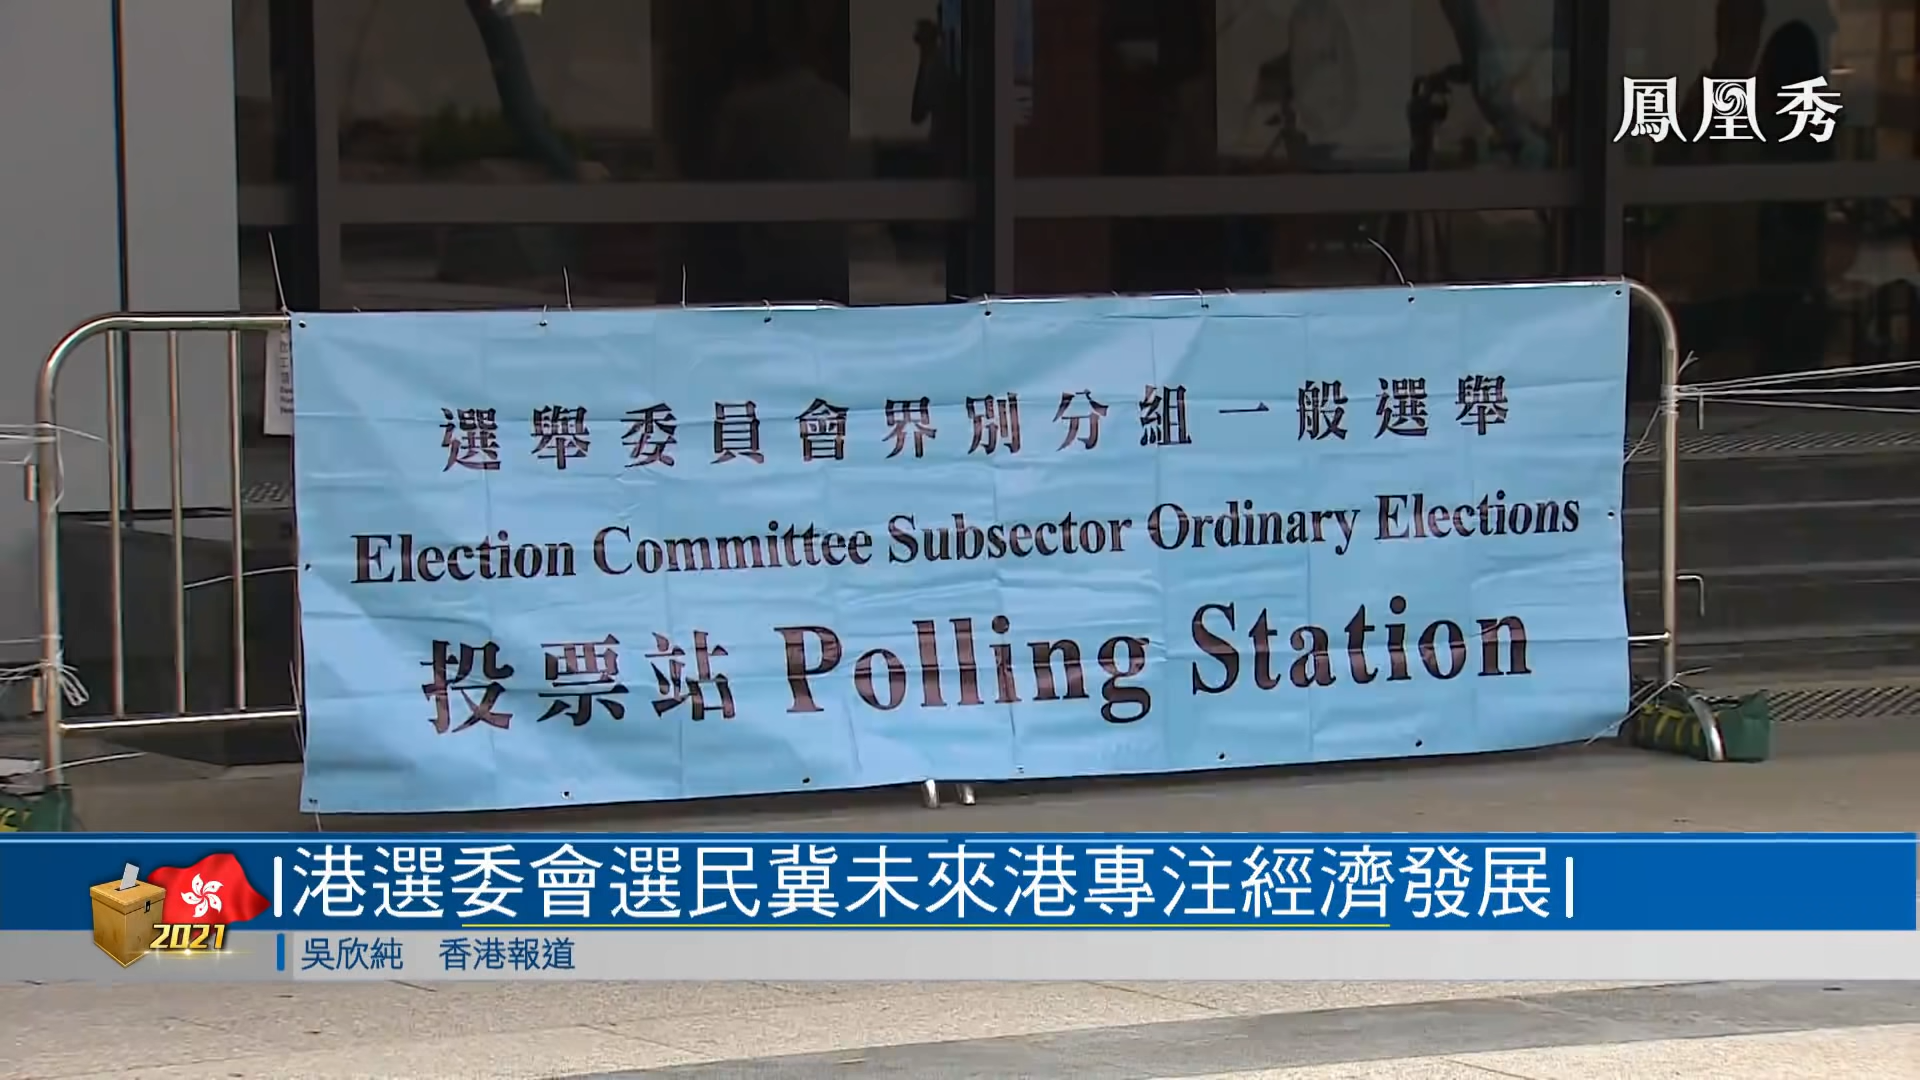 鳳凰秀
選舉委員會界別分組一般選舉
Election Committee Subsector Ordinary Elections
投票站 Polling Station
港選委會選民冀未來港專注經濟發展
2021
吳欣純 香港報道